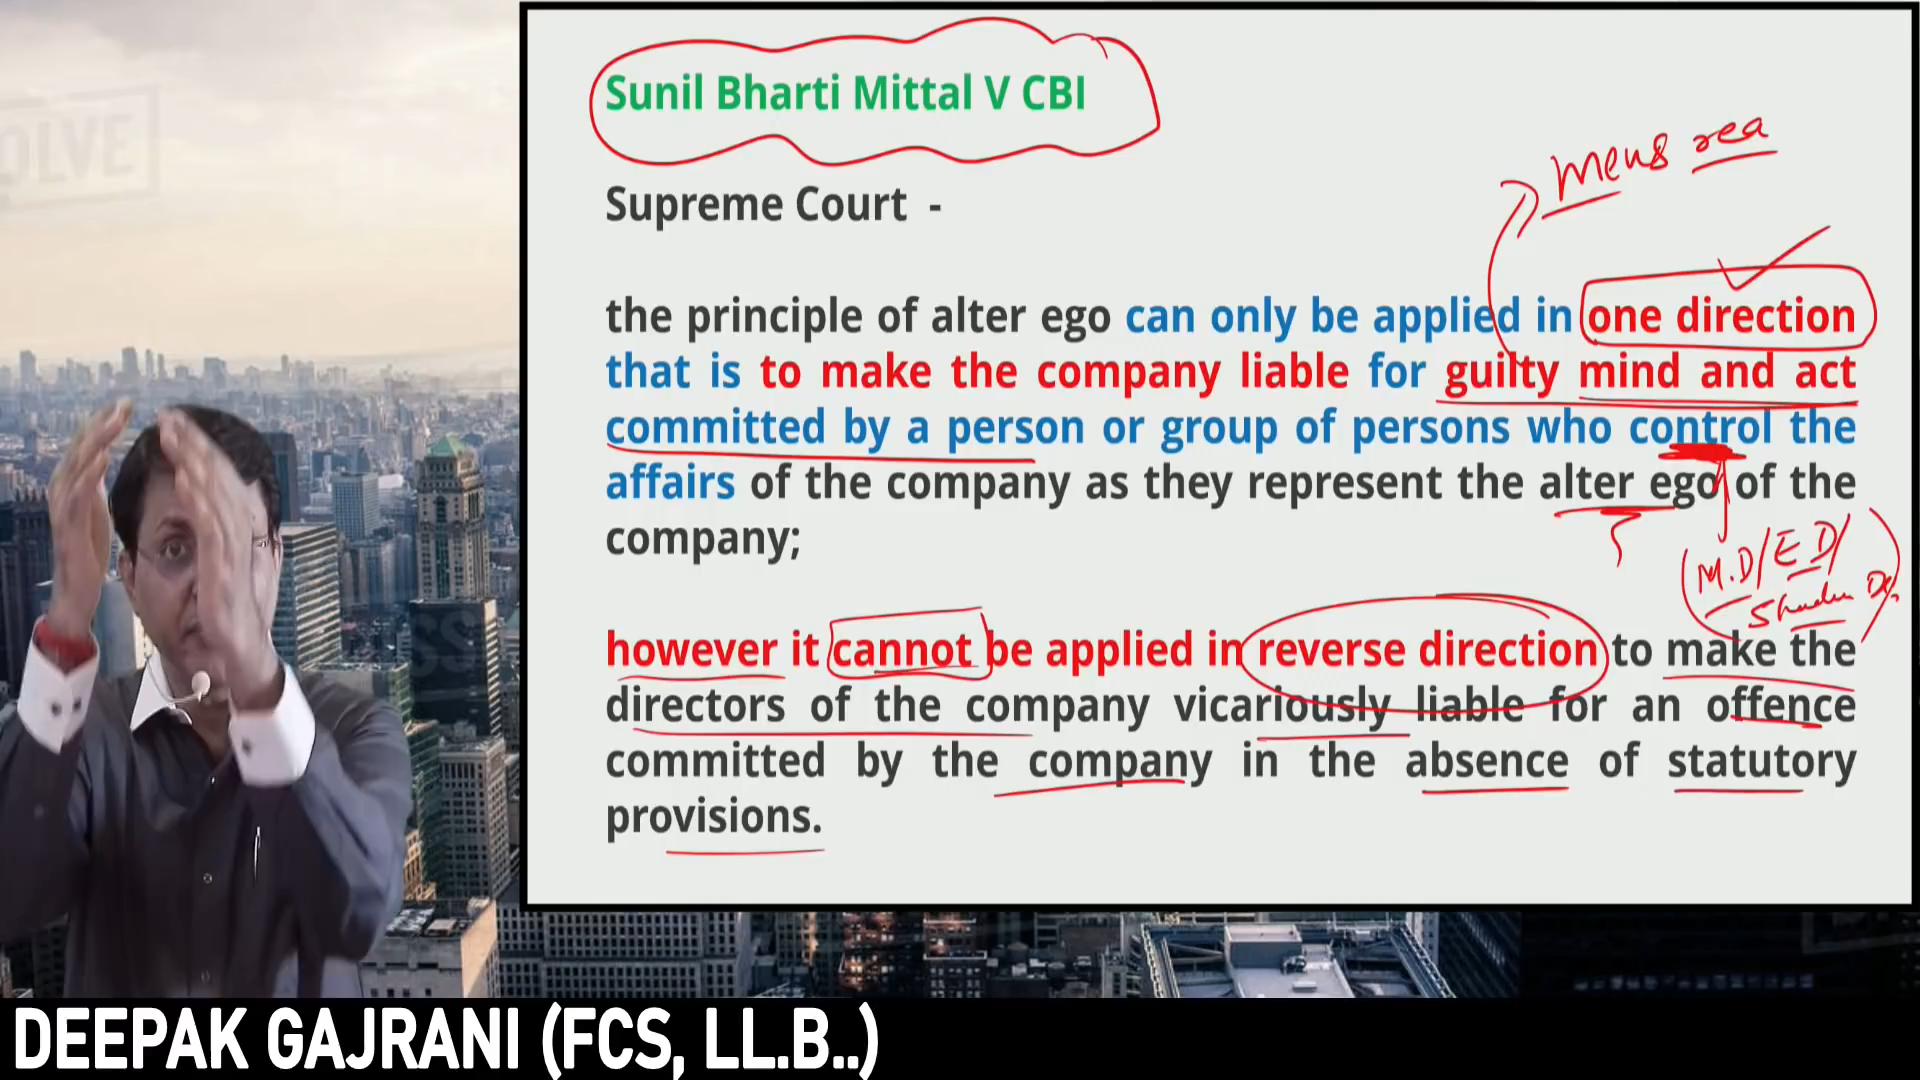 OLVE
Sunil Bharti Mittal V CBI
mens rea
Supreme Court -
the principle of alter ego can only be applied in one direction
that is to make the company liable for guilty mind and act
committed by a person or group of persons who control the
affairs of the company as they represent the alter ego of the
company;
(M.D/ED/
however it cannot be applied in reverse direction to make the
directors of the company vicariously liable for an offence
committed by the company in the absence of statutory
provisions.
DEEPAK GAJRANI (FCS, LL.B..)